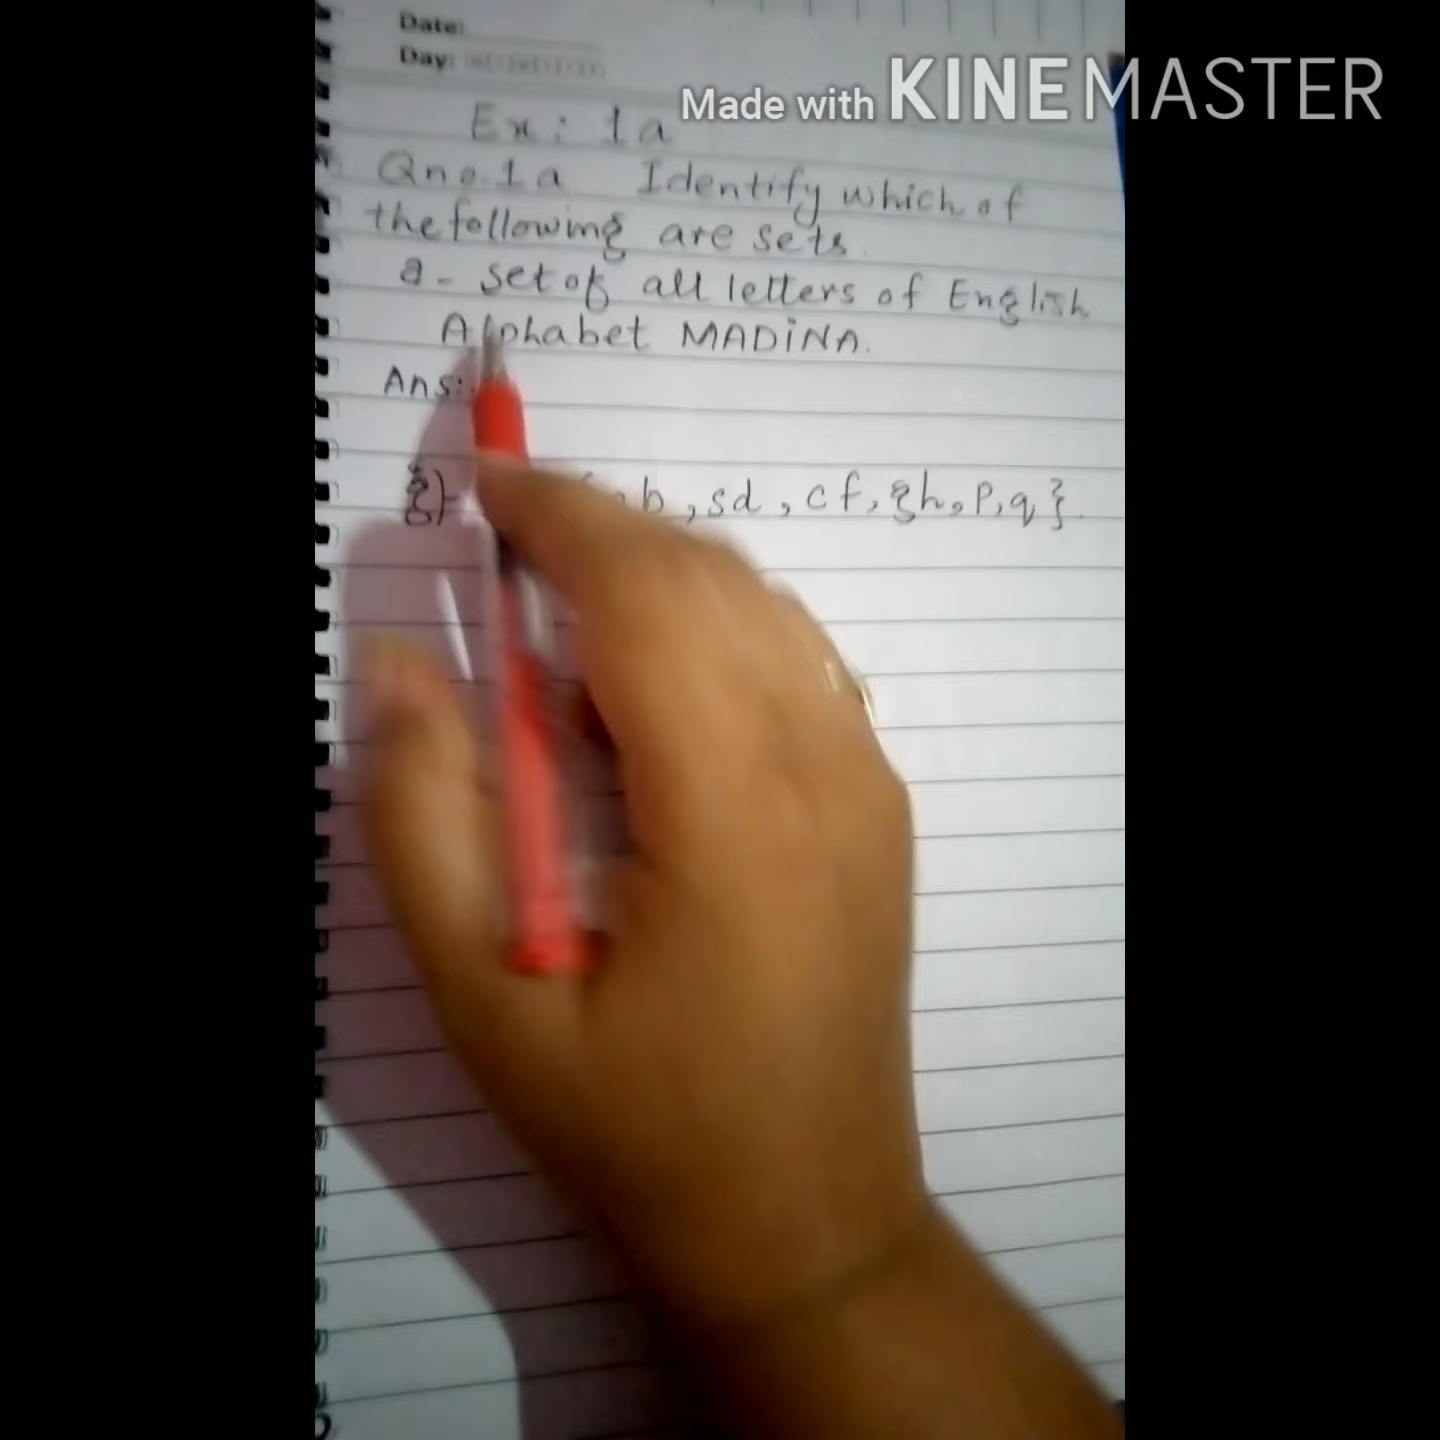 Date:
Day:
Made with KINEMASTER
Ex: 1a
Qno.1a Identify which of
the following are sets.
a- set of all letters of English
Alphabet MADiNA.
Ans:
g) b, sd, cf, gh, p, q}.